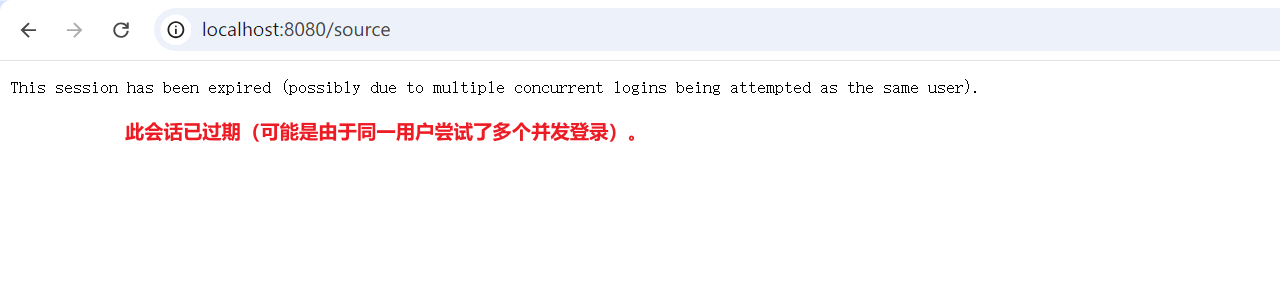 localhost:8080/source
This session has been expired (possibly due to multiple concurrent logins being attempted as the same user).
此会话已过期（可能是由于同一用户尝试了多个并发登录）。